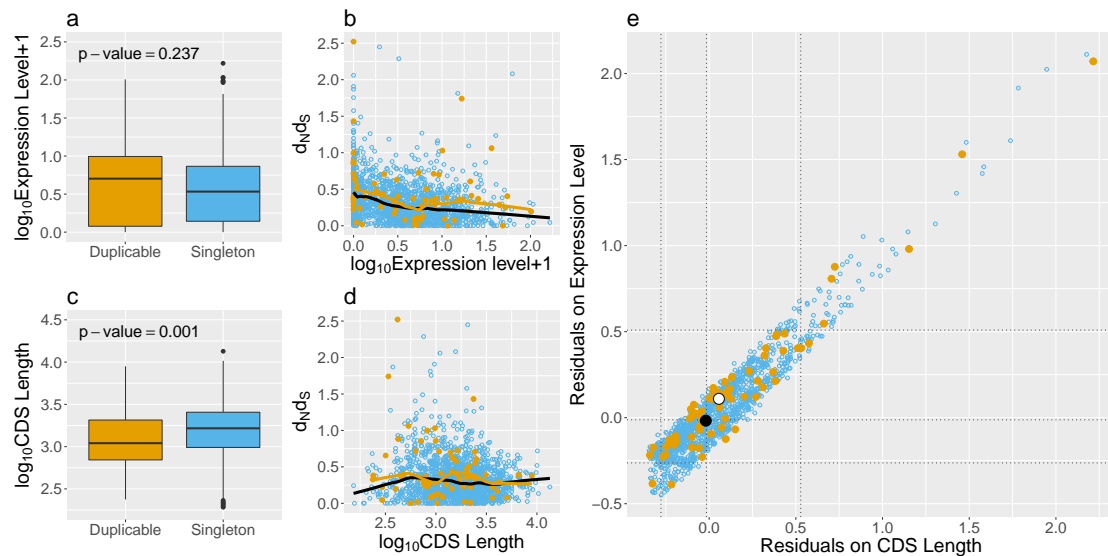 a
p − value = 0.237
log10Expression Level+1
2.5
2.0
1.5
1.0
0.5
0.0
Duplicable
Singleton
b
dNdS
2.5
2.0
1.5
1.0
0.5
0.0
0.0
0.5
1.0
1.5
2.0
log10Expression level+1
c
p − value = 0.001
log10CDS Length
4.5
4.0
3.5
3.0
2.5
Duplicable
Singleton
d
dNdS
2.5
2.0
1.5
1.0
0.5
0.0
2.5
3.0
3.5
4.0
log10CDS Length
e
Residuals on Expression Level
2.0
1.5
1.0
0.5
0.0
−0.5
0.0
0.5
1.0
1.5
2.0
Residuals on CDS Length